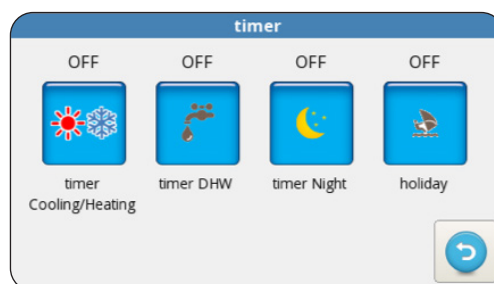 timer
OFF OFF OFF OFF
timer Cooling/Heating
timer DHW
timer Night
holiday